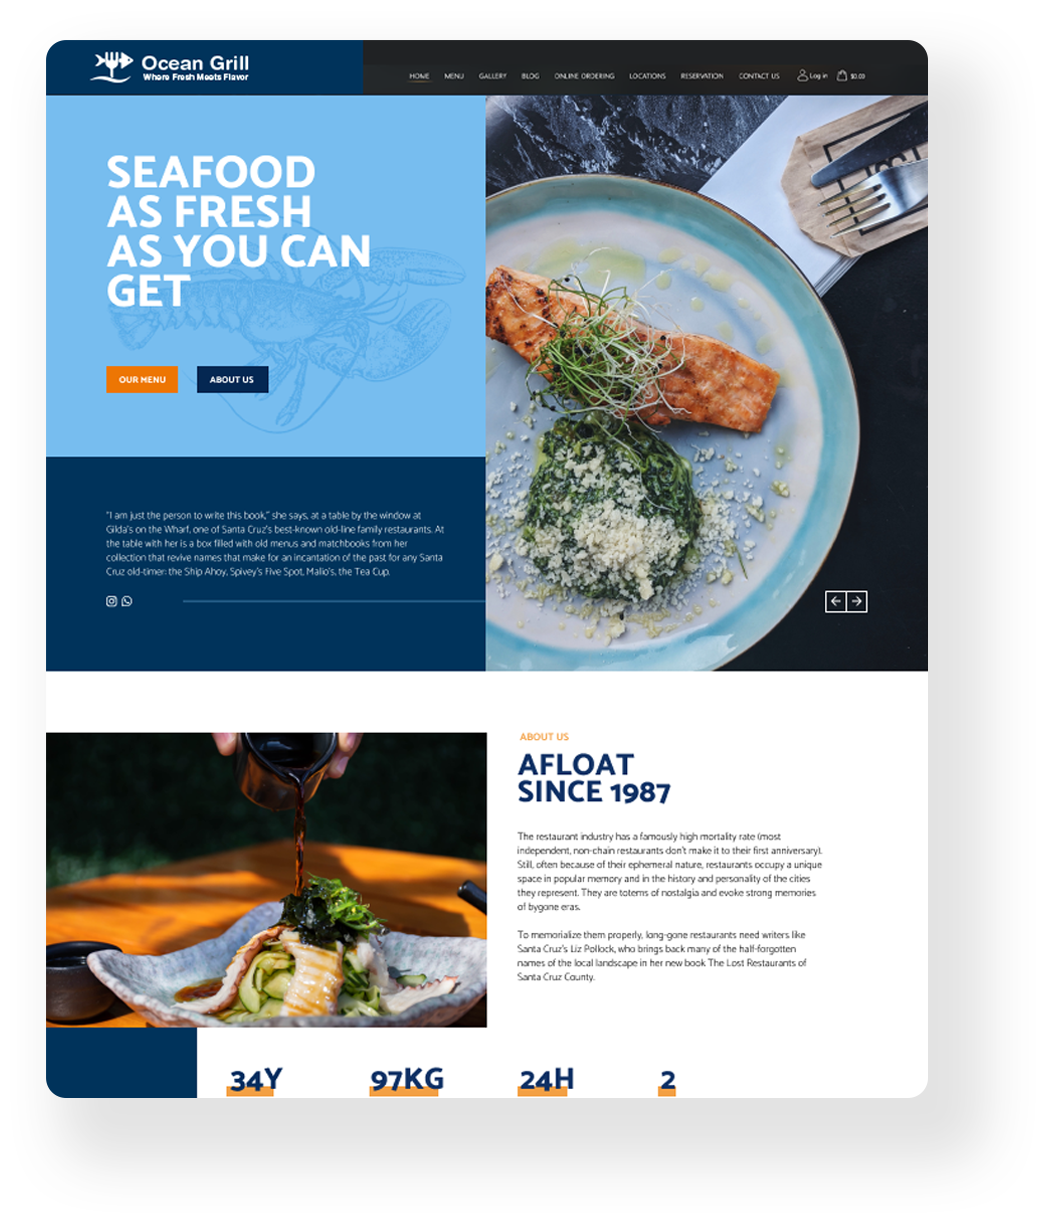 Ocean Grill
Where Fresh Meets Flavor
HOME MENU GALLERY BLOG ONLINE ORDERING LOCATIONS RESERVATION CONTACT US Log in $0.00
SEAFOOD
AS FRESH
AS YOU CAN
GET
OUR MENU ABOUT US
"I am just the person to write this book," she says, at a table by the window at
Gilda's on the Wharf, one of Santa Cruz's best-known old-line family restaurants. At
the table with her is a box filled with old menus and matchbooks from her
collection that revive names that make for an incantation of the past for any Santa
Cruz old-timer: the Ship Ahoy, Spivey's Five Spot, Malio's, the Tea Cup.
ABOUT US
AFLOAT
SINCE 1987
The restaurant industry has a famously high mortality rate (most
independent, non-chain restaurants don't make it to their first anniversary).
Still, often because of their ephemeral nature, restaurants occupy a unique
space in popular memory and in the history and personality of the cities
they represent. They are totems of nostalgia and evoke strong memories
of bygone eras.
To memorialize them properly, long-gone restaurants need writers like
Santa Cruz's Liz Pollock, who brings back many of the half-forgotten
names of the local landscape in her new book The Lost Restaurants of
Santa Cruz County.
34Y 97KG 24H 2